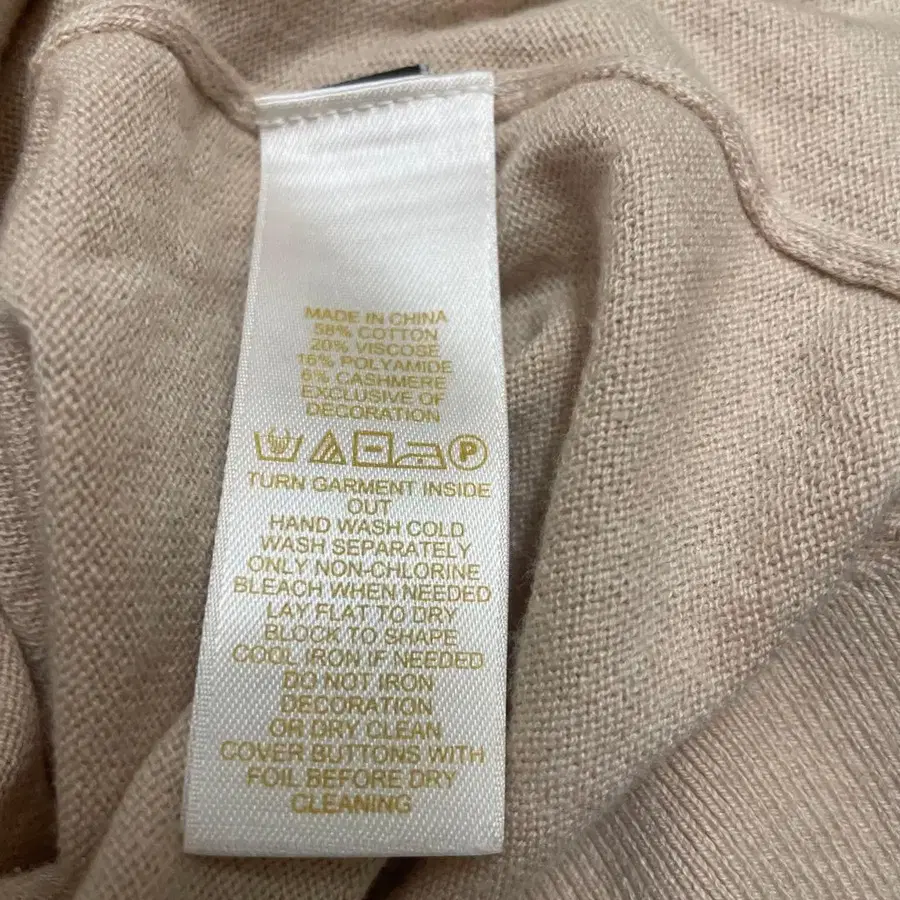 MADE IN CHINA
58% COTTON
20% VISCOSE
16% POLYAMIDE
6% CASHMERE
EXCLUSIVE OF
DECORATION
P
TURN GARMENT INSIDE
OUT
HAND WASH COLD
WASH SEPARATELY
ONLY NON-CHLORINE
BLEACH WHEN NEEDED
LAY FLAT TO DRY
BLOCK TO SHAPE
COOL IRON IF NEEDED
DO NOT IRON
DECORATION
OR DRY CLEAN
COVER BUTTONS WITH
FOIL BEFORE DRY
CLEANING